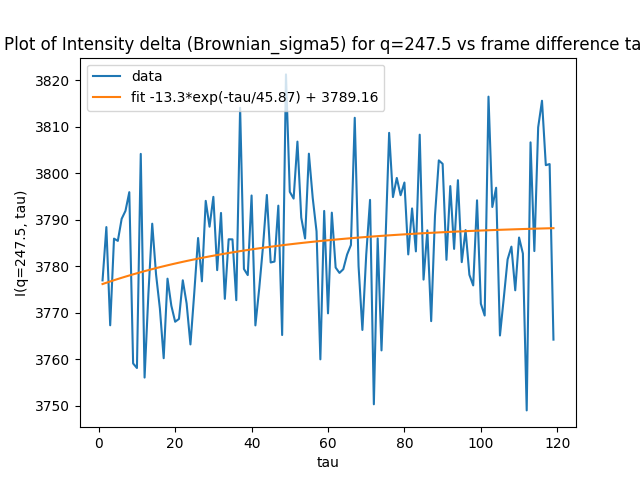 Plot of Intensity delta (Brownian_sigma5) for q=247.5 vs frame difference ta
data
fit -13.3*exp(-tau/45.87) + 3789.16
3820
3810
3800
3790
3780
3770
3760
3750
I(q=247.5, tau)
0 20 40 60 80 100 120
tau